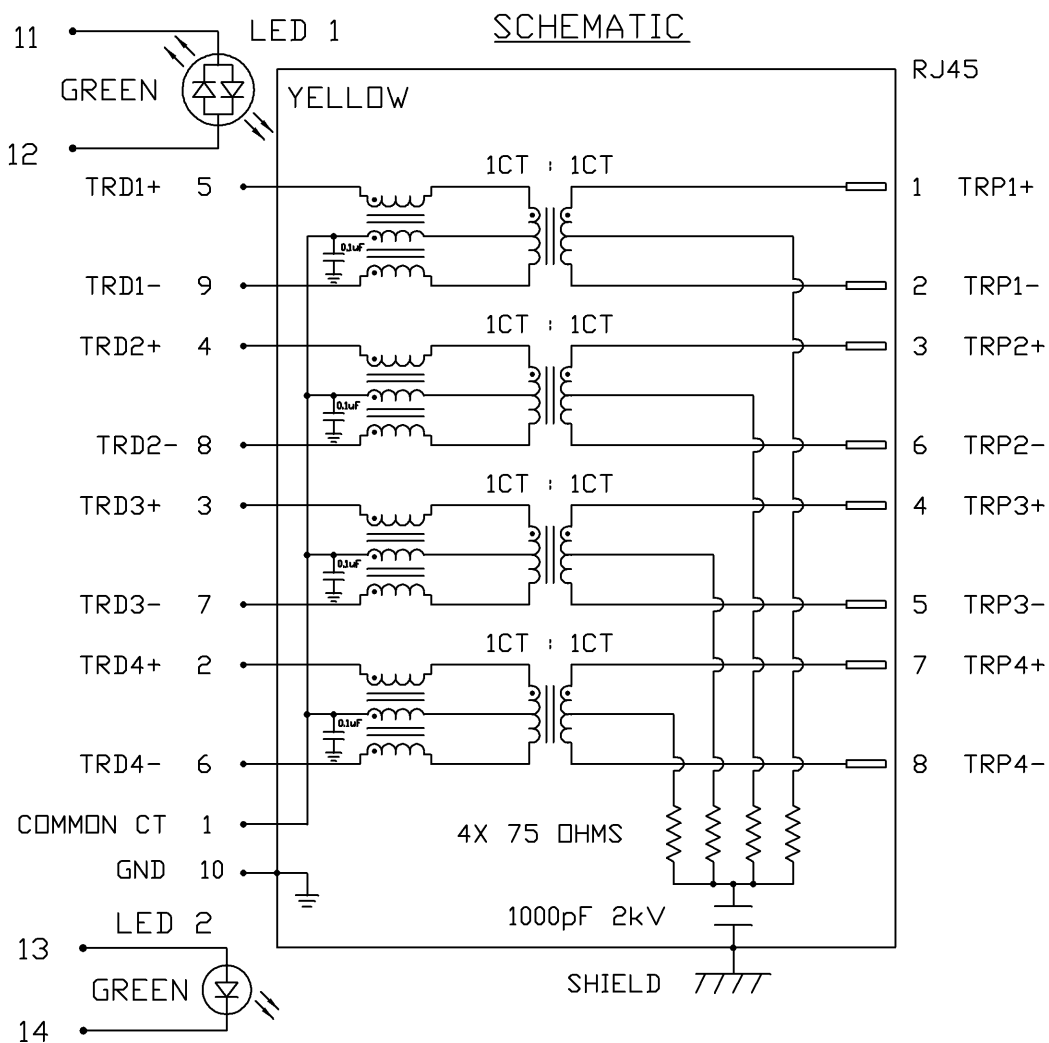 SCHEMATIC
11 LED 1
RJ45
GREEN YELLOW
12
1CT : 1CT
TRD1+ 5 1 TRP1+
0.1uF
TRD1- 9 2 TRP1-
1CT : 1CT
TRD2+ 4 3 TRP2+
0.1uF
TRD2- 8 6 TRP2-
1CT : 1CT
TRD3+ 3 4 TRP3+
0.1uF
TRD3- 7 5 TRP3-
1CT : 1CT
TRD4+ 2 7 TRP4+
0.1uF
TRD4- 6 8 TRP4-
COMMON CT 1
4X 75 OHMS
GND 10
LED 2
1000pF 2kV
13
SHIELD
GREEN
14